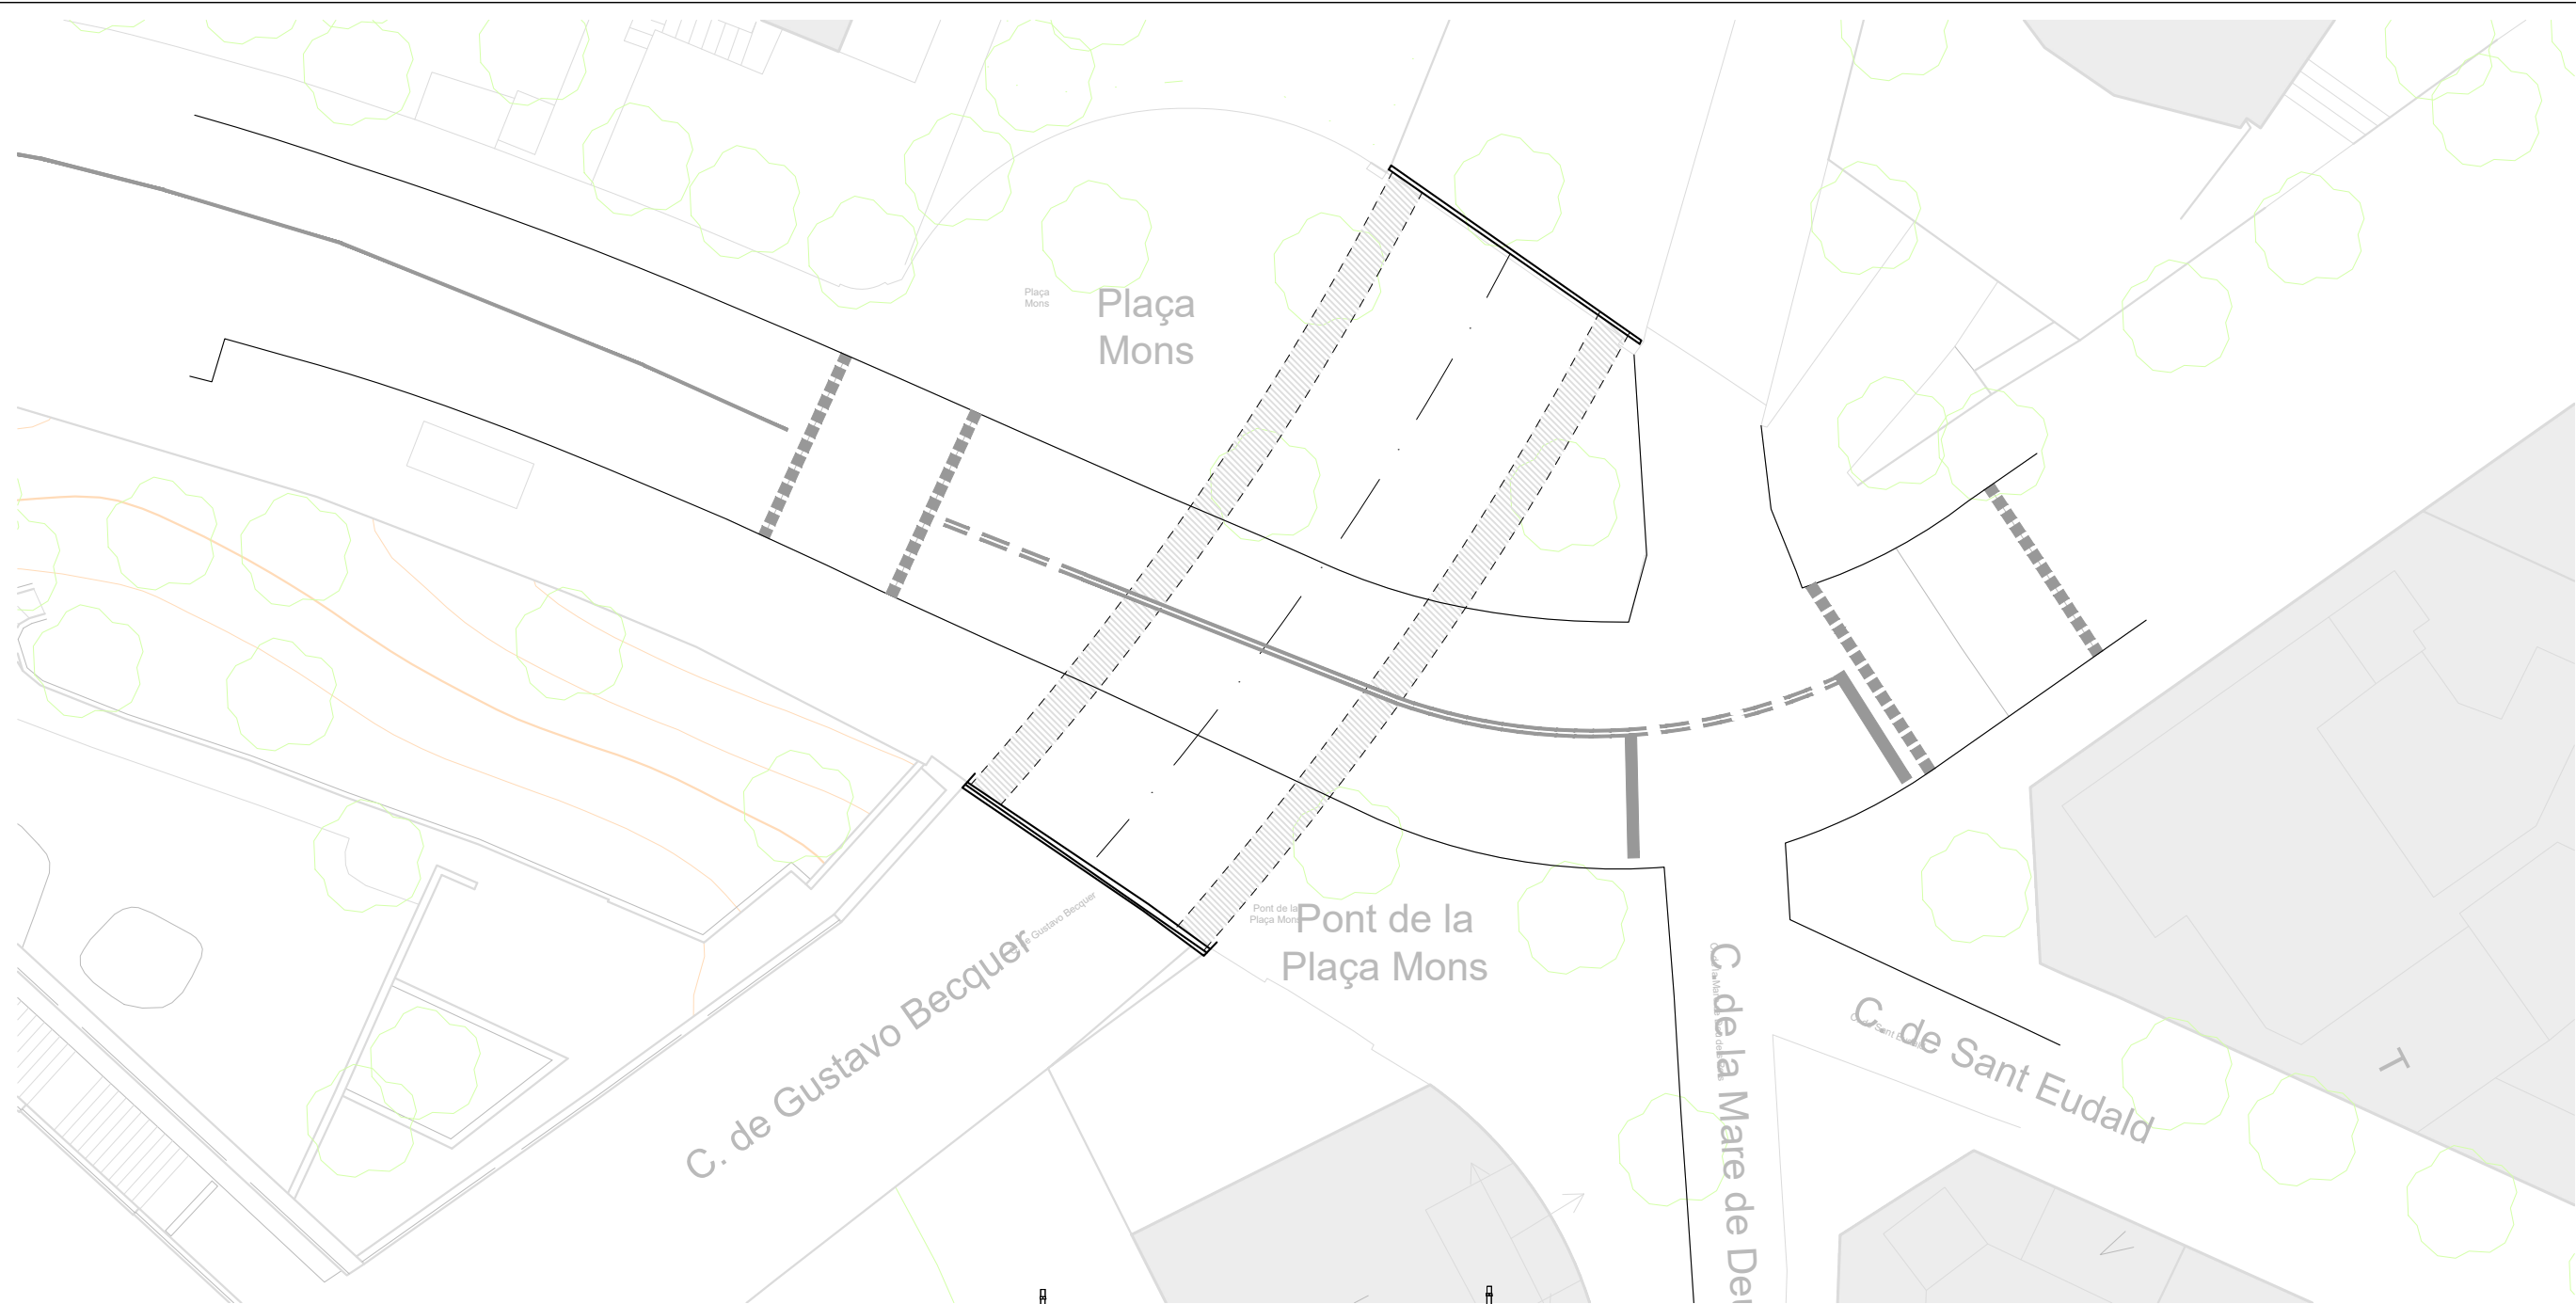 Plaça
Mons
Plaça
Mons
C. de Gustavo Becquer
de Gustavo Becquer
Pont de la
Plaça Mons
Pont de la
Plaça Mons
C. de la Mare de Deu
C. de Sant Eudald
T